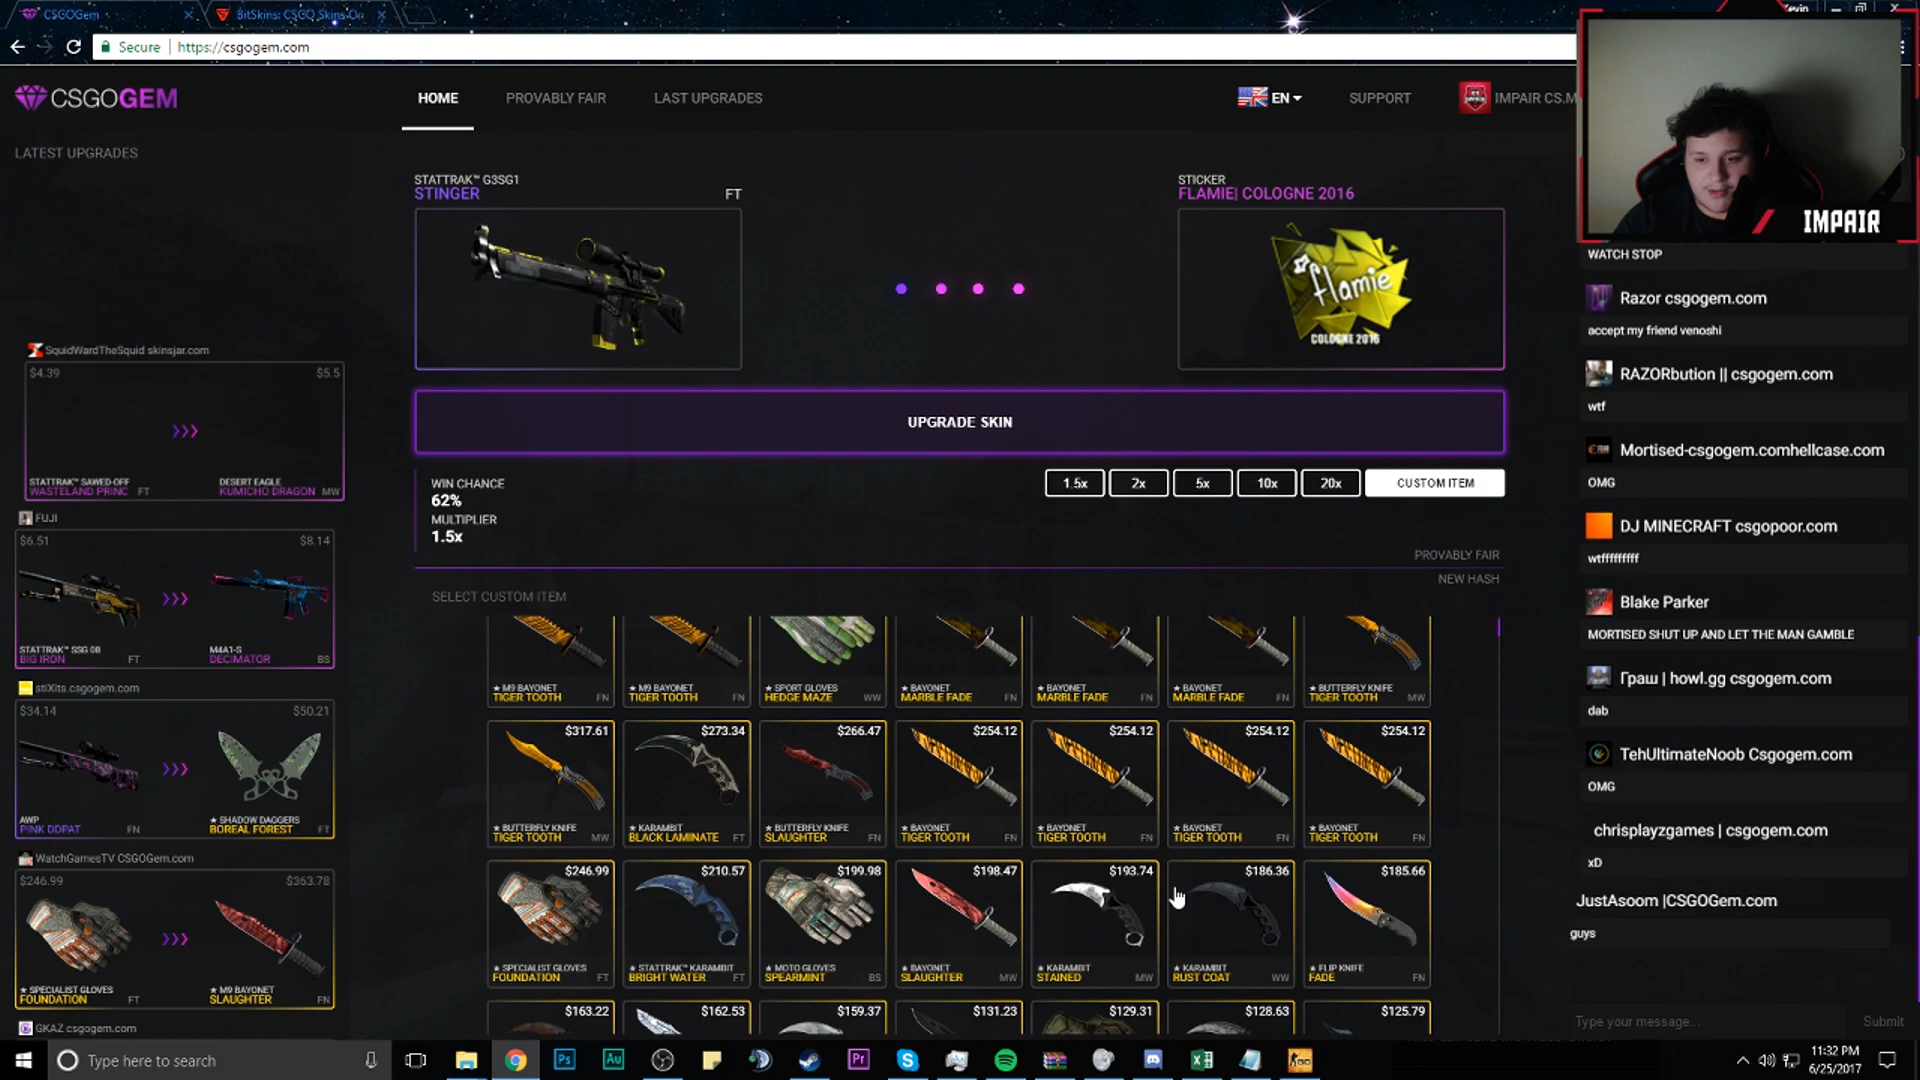 CSGOGem
BitSkins: CSGO Skins On
Kevin
Secure
https://csgogem.com
CSGOGEM
HOME
PROVABLY FAIR
LAST UPGRADES
EN
SUPPORT
IMPAIR CS.M
IMPAIR
LATEST UPGRADES
SquidWardTheSquid skinsjar.com
$4.39 $5.5
STATTRAK™ SAWED-OFF DESERT EAGLE
WASTELAND PRINC FT KUMICHO DRAGON MW
FUJI
$6.51 $8.14
STATTRAK™ SSG 08 M4A1-S
BIG IRON FT DECIMATOR BS
stiXits.csgogem.com
$34.14 $50.21
AWP ★ SHADOW DAGGERS
PINK DDPAT FN BOREAL FOREST FT
WatchGamesTV CSGOGem.com
$246.99 $363.78
★ SPECIALIST GLOVES ★ M9 BAYONET
FOUNDATION FT SLAUGHTER FN
GKAZ csgogem.com
STATTRAK™ G3SG1
STINGER FT
STICKER
FLAMIE| COLOGNE 2016
flamie
COLOGNE 2016
UPGRADE SKIN
WIN CHANCE
62%
MULTIPLIER
1.5x
1.5x 2x 5x 10x 20x CUSTOM ITEM
PROVABLY FAIR
NEW HASH
SELECT CUSTOM ITEM
★ M9 BAYONET ★ M9 BAYONET ★ SPORT GLOVES ★ BAYONET ★ BAYONET ★ BAYONET ★ BUTTERFLY KNIFE
TIGER TOOTH FN TIGER TOOTH FN HEDGE MAZE WW MARBLE FADE FN MARBLE FADE FN MARBLE FADE FN TIGER TOOTH MW
$317.61 $273.34 $266.47 $254.12 $254.12 $254.12 $254.12
★ BUTTERFLY KNIFE ★ KARAMBIT ★ BUTTERFLY KNIFE ★ BAYONET ★ BAYONET ★ BAYONET ★ BAYONET
TIGER TOOTH MW BLACK LAMINATE FT SLAUGHTER FN TIGER TOOTH FN TIGER TOOTH FN TIGER TOOTH FN TIGER TOOTH FN
$246.99 $210.57 $199.98 $198.47 $193.74 $186.36 $185.66
★ SPECIALIST GLOVES ★ STATTRAK™ KARAMBIT ★ MOTO GLOVES ★ BAYONET ★ KARAMBIT ★ KARAMBIT ★ FLIP KNIFE
FOUNDATION FT BRIGHT WATER FT SPEARMINT BS SLAUGHTER MW STAINED MW RUST COAT WW FADE FN
$163.22 $162.53 $159.37 $131.23 $129.31 $128.63 $125.79
WATCH STOP
Razor csgogem.com
accept my friend venoshi
RAZORbution || csgogem.com
wtf
Mortised-csgogem.comhellcase.com
OMG
DJ MINECRAFT csgopoor.com
wtfffffffff
Blake Parker
MORTISED SHUT UP AND LET THE MAN GAMBLE
Граш | howl.gg csgogem.com
dab
TehUltimateNoob Csgogem.com
OMG
chrisplayzgames | csgogem.com
xD
JustAsoom |CSGOGem.com
guys
Type your message...
Submit
Type here to search
Ps
Au
Pr
11:32 PM
6/25/2017